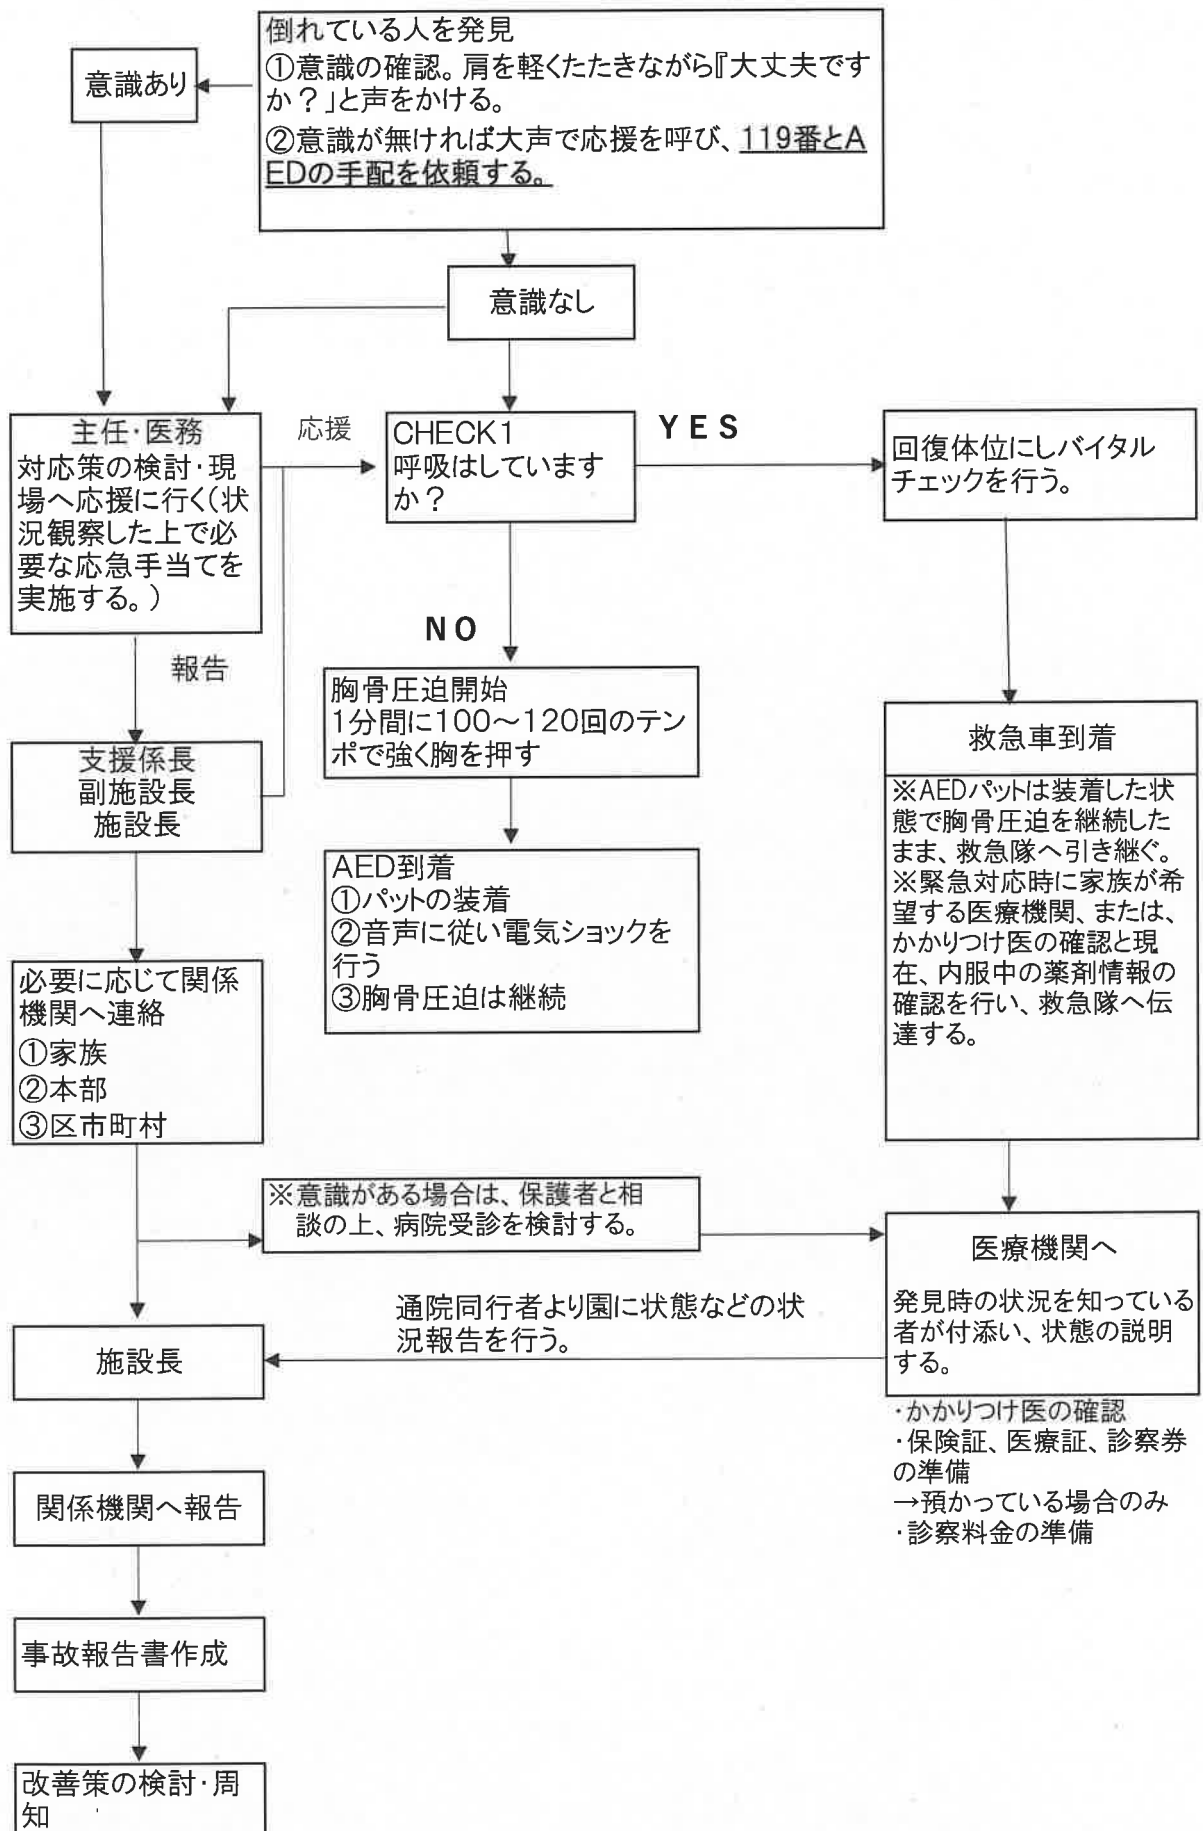 倒れている人を発見
①意識の確認。肩を軽くたたきながら『大丈夫です
か？」と声をかける。
②意識が無ければ大声で応援を呼び、119番とA
EDの手配を依頼する。
意識あり
意識なし
主任・医務
対応策の検討・現
場へ応援に行く(状
況観察した上で必
要な応急手当てを
実施する。)
応援
CHECK1
呼吸はしています
か？
YES
回復体位にしバイタル
チェックを行う。
NO
報告
胸骨圧迫開始
1分間に100～120回のテン
ポで強く胸を押す
支援係長
副施設長
施設長
救急車到着
※AEDパットは装着した状
態で胸骨圧迫を継続した
まま、救急隊へ引き継ぐ。
※緊急対応時に家族が希
望する医療機関、または、
かかりつけ医の確認と現
在、内服中の薬剤情報の
確認を行い、救急隊へ伝
達する。
AED到着
①パットの装着
②音声に従い電気ショックを
行う
③胸骨圧迫は継続
必要に応じて関係
機関へ連絡
①家族
②本部
③区市町村
※意識がある場合は、保護者と相
談の上、病院受診を検討する。
医療機関へ
発見時の状況を知っている
者が付添い、状態の説明
する。
通院同行者より園に状態などの状
況報告を行う。
施設長
・かかりつけ医の確認
・保険証、医療証、診察券
の準備
→預かっている場合のみ
・診察料金の準備
関係機関へ報告
事故報告書作成
改善策の検討・周
知